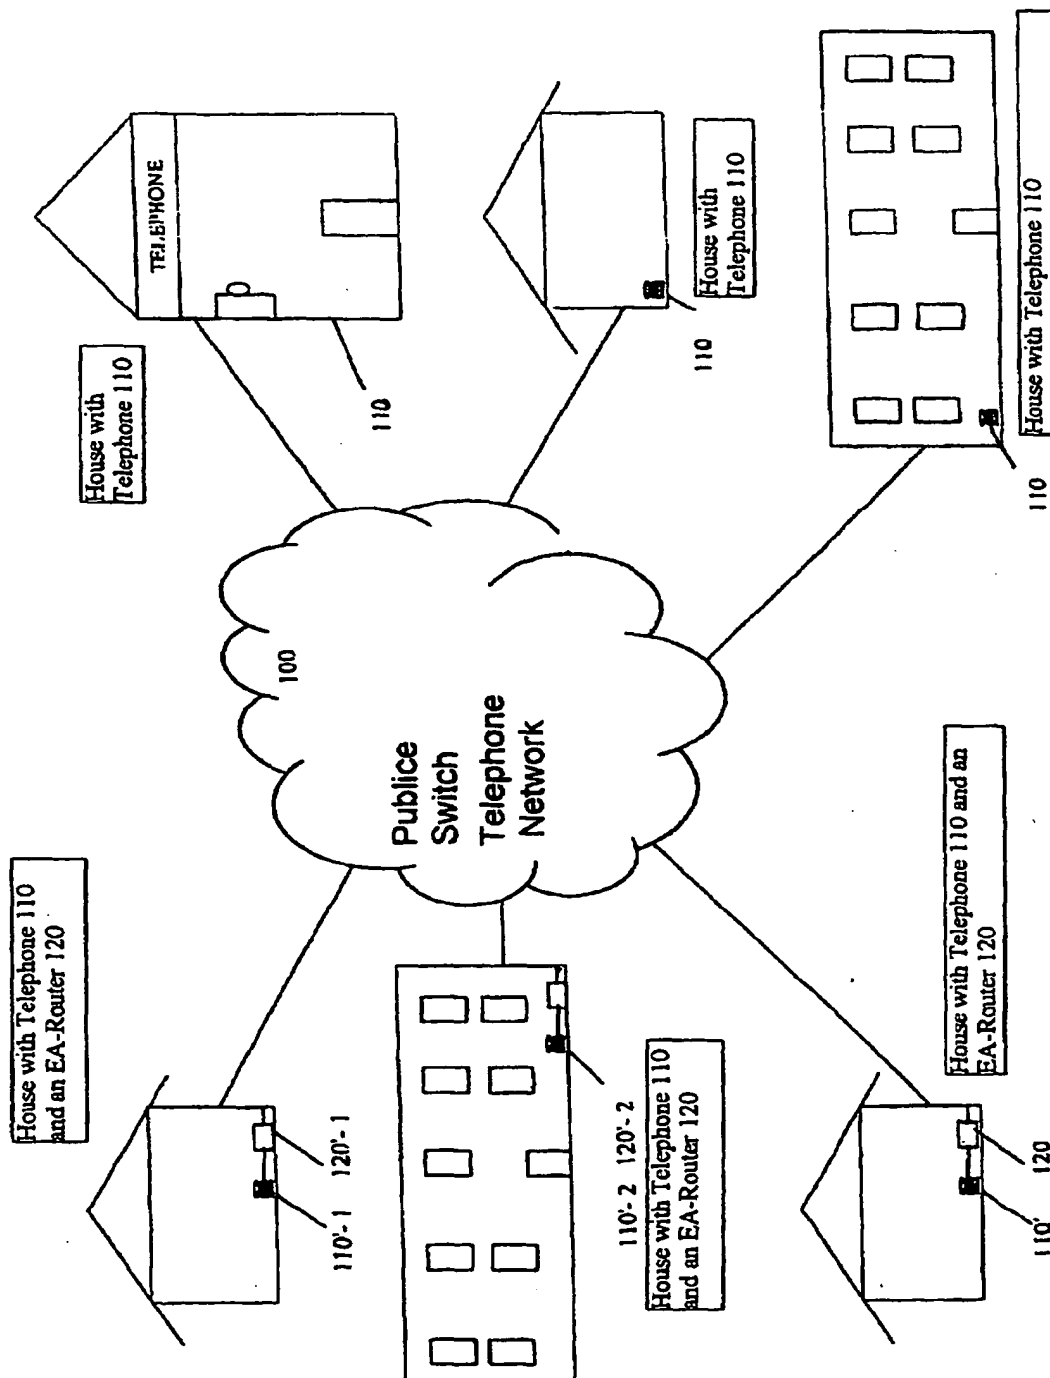 House with Telephone 110
and an EA-Router 120
House with
Telephone 110
TELEPHONE
100
110'- 1
120'- 1
110
Publice
Switch
Telephone
Network
110'- 2 120'- 2
House with Telephone 110
and an EA-Router 120
110
House with
Telephone 110
House with Telephone 110 and an
EA-Router 120
110'
120
110
House with Telephone 110